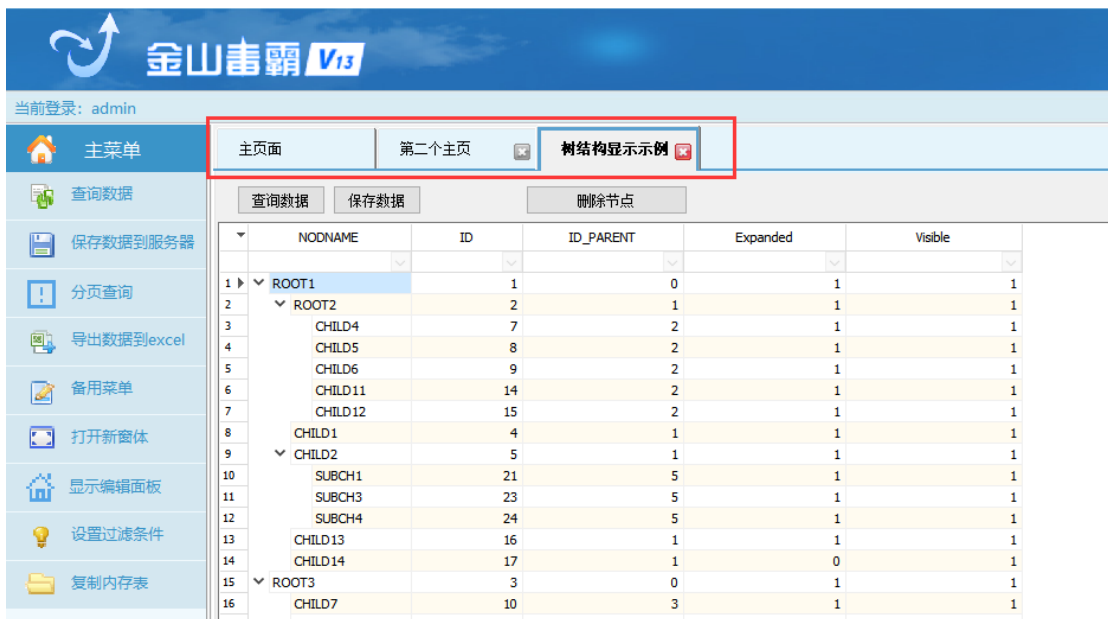 金山毒霸 V13
当前登录：admin
主菜单
查询数据
保存数据到服务器
分页查询
导出数据到excel
备用菜单
打开新窗体
显示编辑面板
设置过滤条件
复制内存表
主页面 第二个主页 树结构显示示例
查询数据 保存数据 删除节点
NODNAME ID ID_PARENT Expanded Visible
1 ROOT1 1 0 1 1
2 ROOT2 2 1 1 1
3 CHILD4 7 2 1 1
4 CHILD5 8 2 1 1
5 CHILD6 9 2 1 1
6 CHILD11 14 2 1 1
7 CHILD12 15 2 1 1
8 CHILD1 4 1 1 1
9 CHILD2 5 1 1 1
10 SUBCH1 21 5 1 1
11 SUBCH3 23 5 1 1
12 SUBCH4 24 5 1 1
13 CHILD13 16 1 1 1
14 CHILD14 17 1 0 1
15 ROOT3 3 0 1 1
16 CHILD7 10 3 1 1